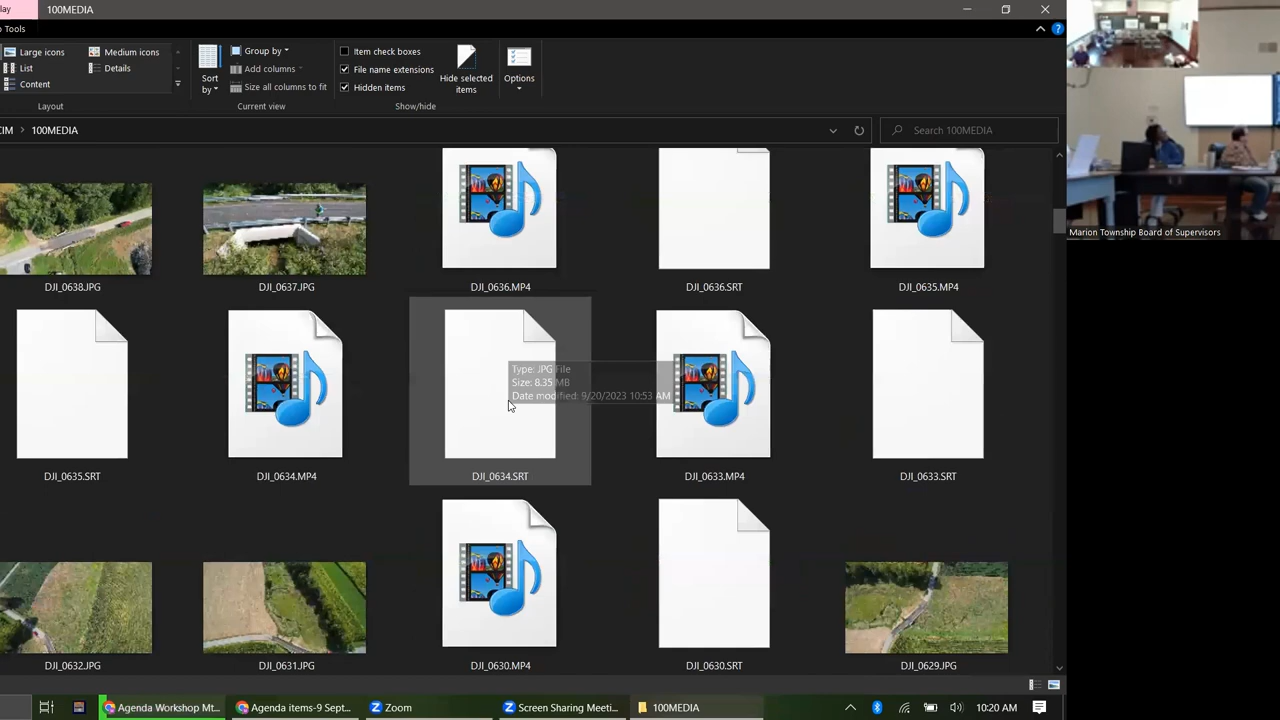 lay
100MEDIA
Tools
Large icons
Medium icons
List
Details
Content
Layout
Sort by
Group by
Add columns
Size all columns to fit
Current view
Item check boxes
File name extensions
Hidden items
Hide selected items
Show/hide
Options
CIM > 100MEDIA
Search 100MEDIA
Marion Township Board of Supervisors
DJI_0638.JPG
DJI_0637.JPG
DJI_0636.MP4
DJI_0636.SRT
DJI_0635.MP4
Type: JPG File
Size: 8.35 MB
Date modified: 9/20/2023 10:53 AM
DJI_0635.SRT
DJI_0634.MP4
DJI_0634.SRT
DJI_0633.MP4
DJI_0633.SRT
DJI_0632.JPG
DJI_0631.JPG
DJI_0630.MP4
DJI_0630.SRT
DJI_0629.JPG
Agenda Workshop Mt...
Agenda items-9 Sept...
Zoom
Screen Sharing Meeti...
100MEDIA
10:20 AM